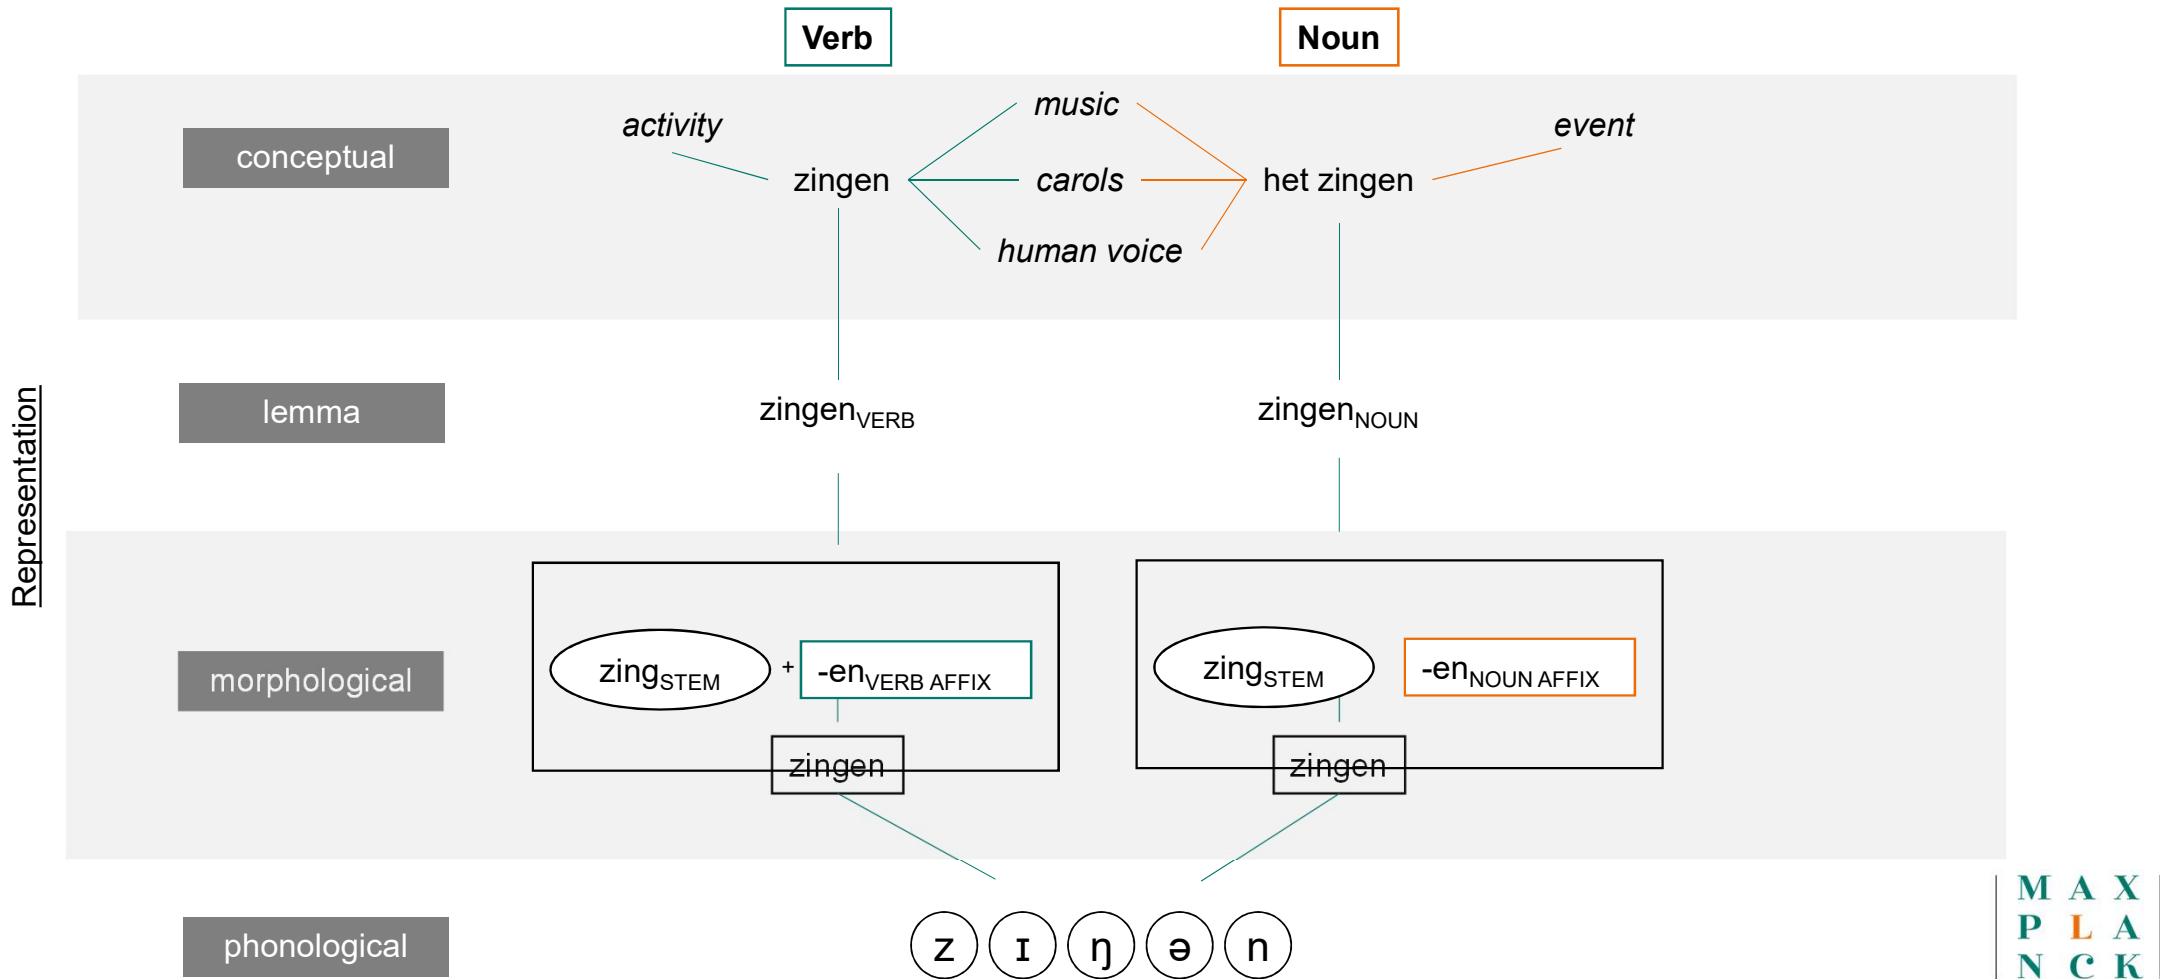 Verb
Noun
music
activity
event
conceptual
zingen
carols
het zingen
human voice
Representation
lemma
zingenVERB
zingenNOUN
morphological
zingSTEM + -enVERB AFFIX
zingSTEM -enNOUN AFFIX
zingen
zingen
phonological
z ɪ ŋ ə n
M A X
P L A
N C K